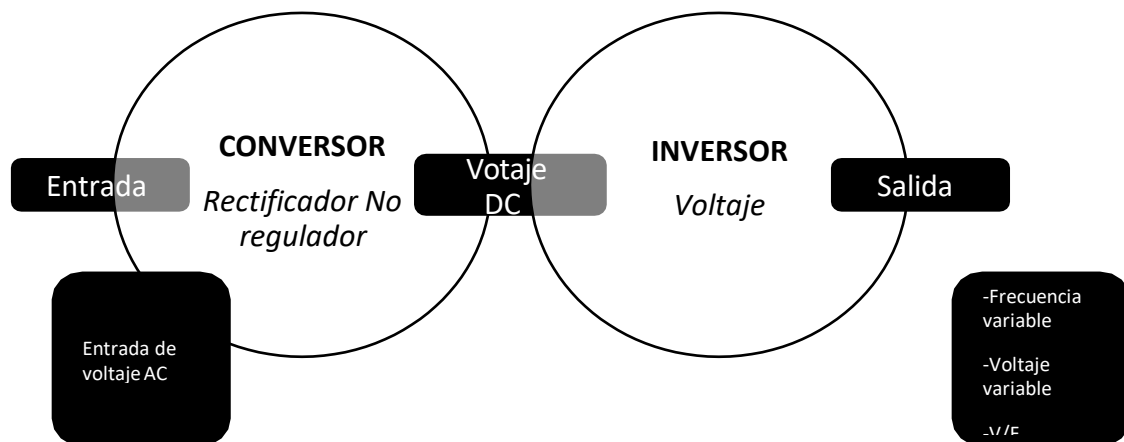 Entrada
CONVERSOR
Rectificador No
regulador
Votaje
DC
INVERSOR
Voltaje
Salida
Entrada de
voltaje AC
-Frecuencia
variable
-Voltaje
variable
-V/F